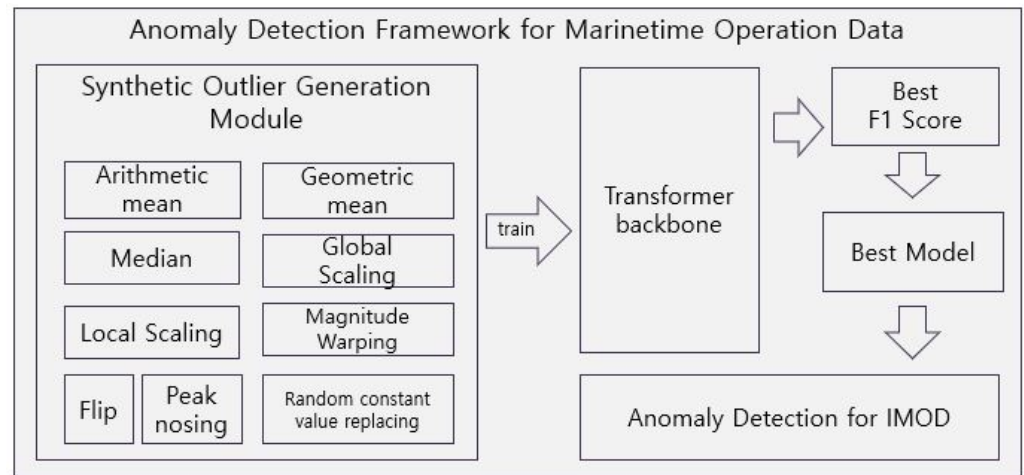 Anomaly Detection Framework for Marinetime Operation Data
Synthetic Outlier Generation
Module
Arithmetic
mean
Geometric
mean
Median
Global
Scaling
Local Scaling
Magnitude
Warping
Flip
Peak
nosing
Random constant
value replacing
train
Transformer
backbone
Best
F1 Score
Best Model
Anomaly Detection for IMOD